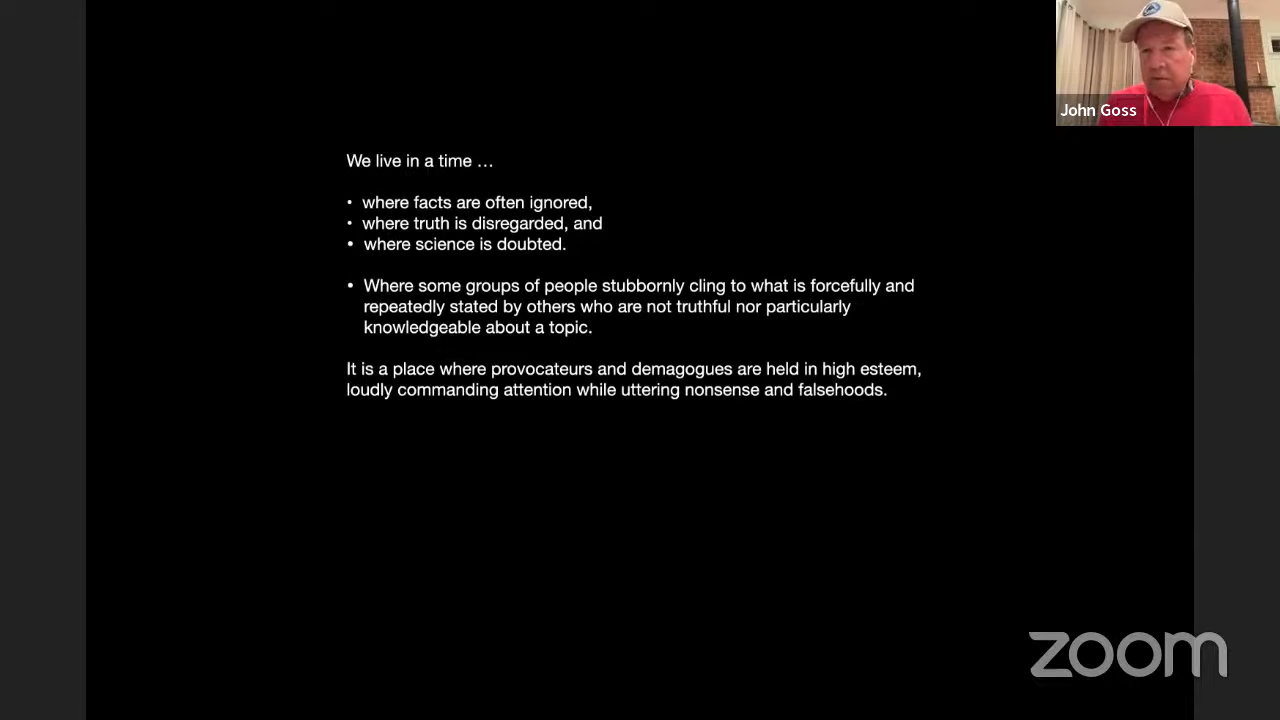 John Goss
We live in a time …
• where facts are often ignored,
• where truth is disregarded, and
• where science is doubted.
• Where some groups of people stubbornly cling to what is forcefully and
repeatedly stated by others who are not truthful nor particularly
knowledgeable about a topic.
It is a place where provocateurs and demagogues are held in high esteem,
loudly commanding attention while uttering nonsense and falsehoods.
zoom